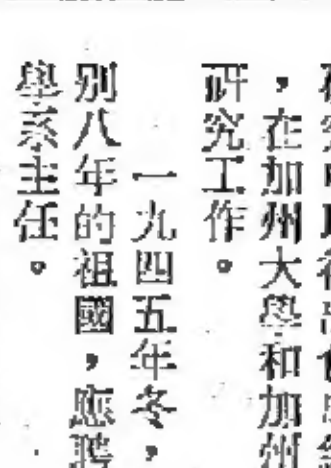 ，在加州大學和加州
研究工作。
一九四五年冬，
別八年的祖國，應聘
學系主任。